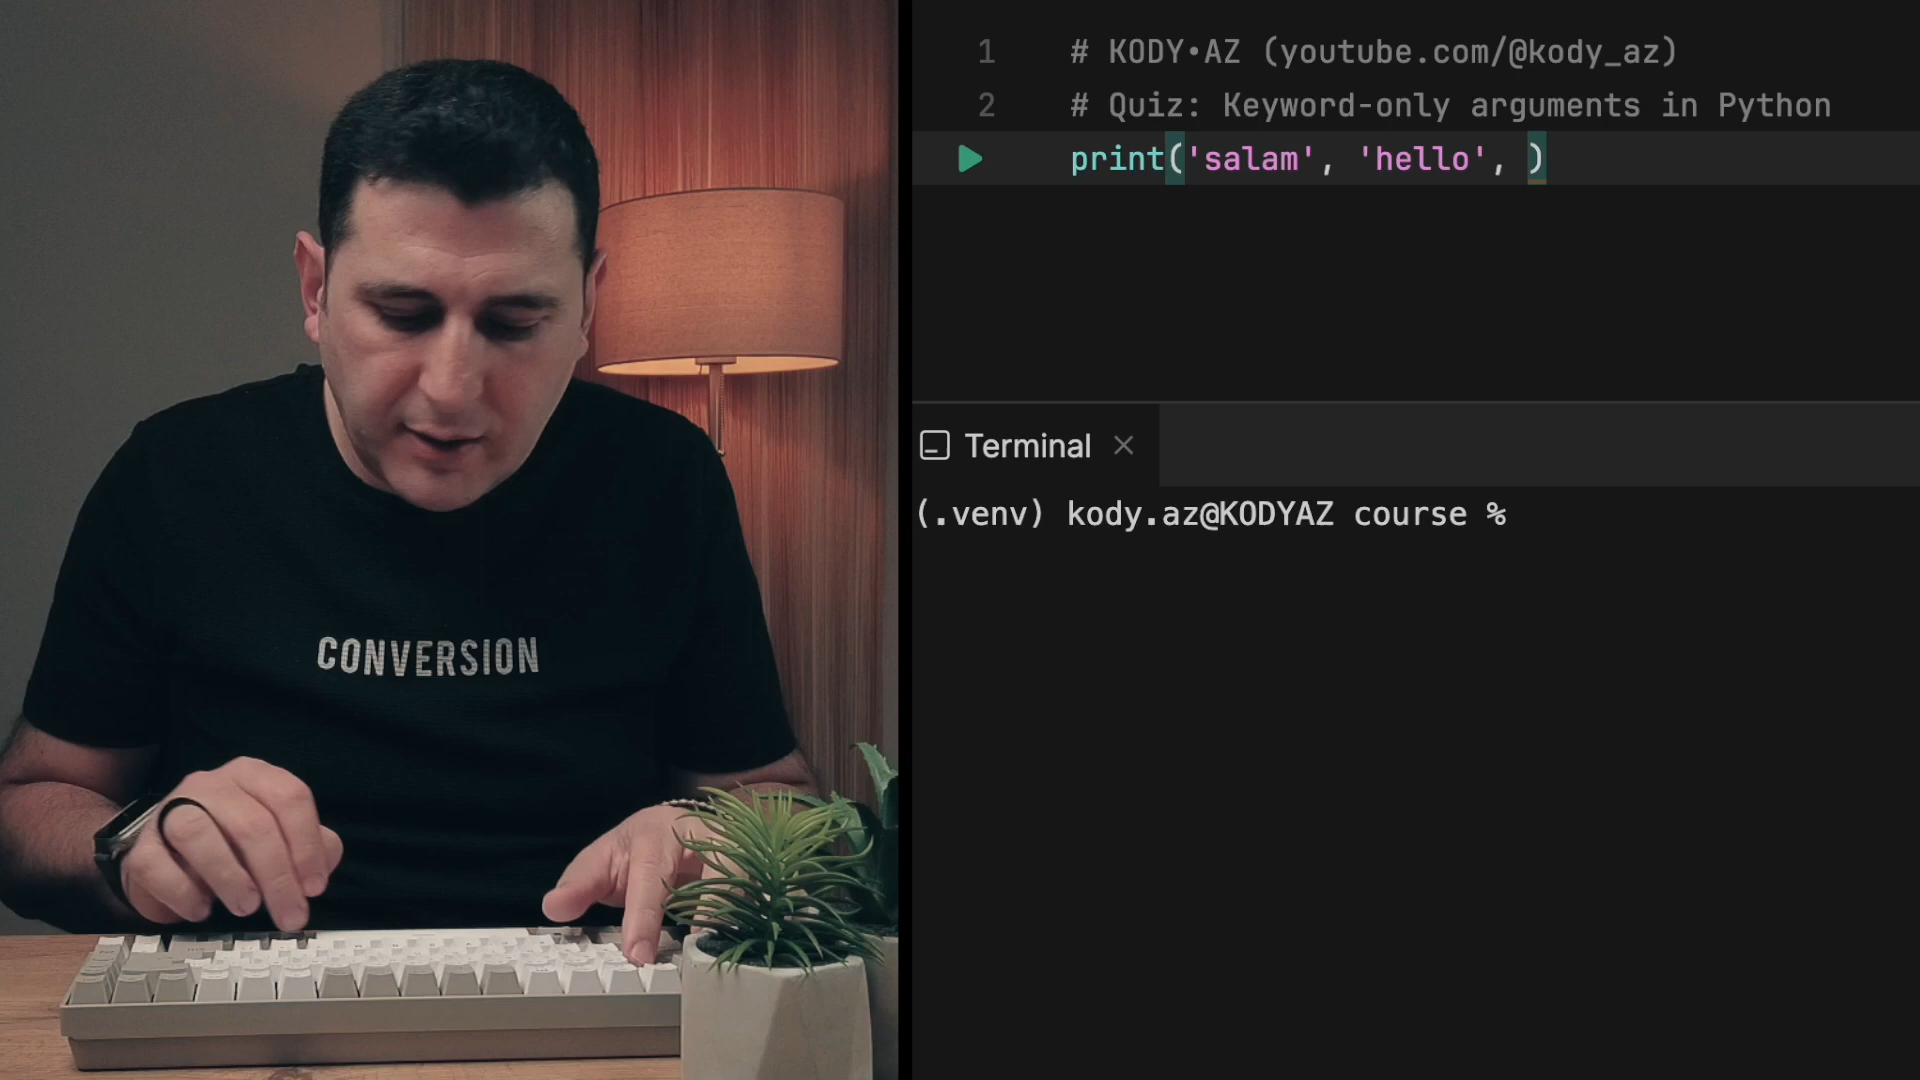 CONVERSION
1 # KODY•AZ (youtube.com/@kody_az)
2 # Quiz: Keyword-only arguments in Python
print('salam', 'hello', )
Terminal
(.venv) kody.az@KODYAZ course %